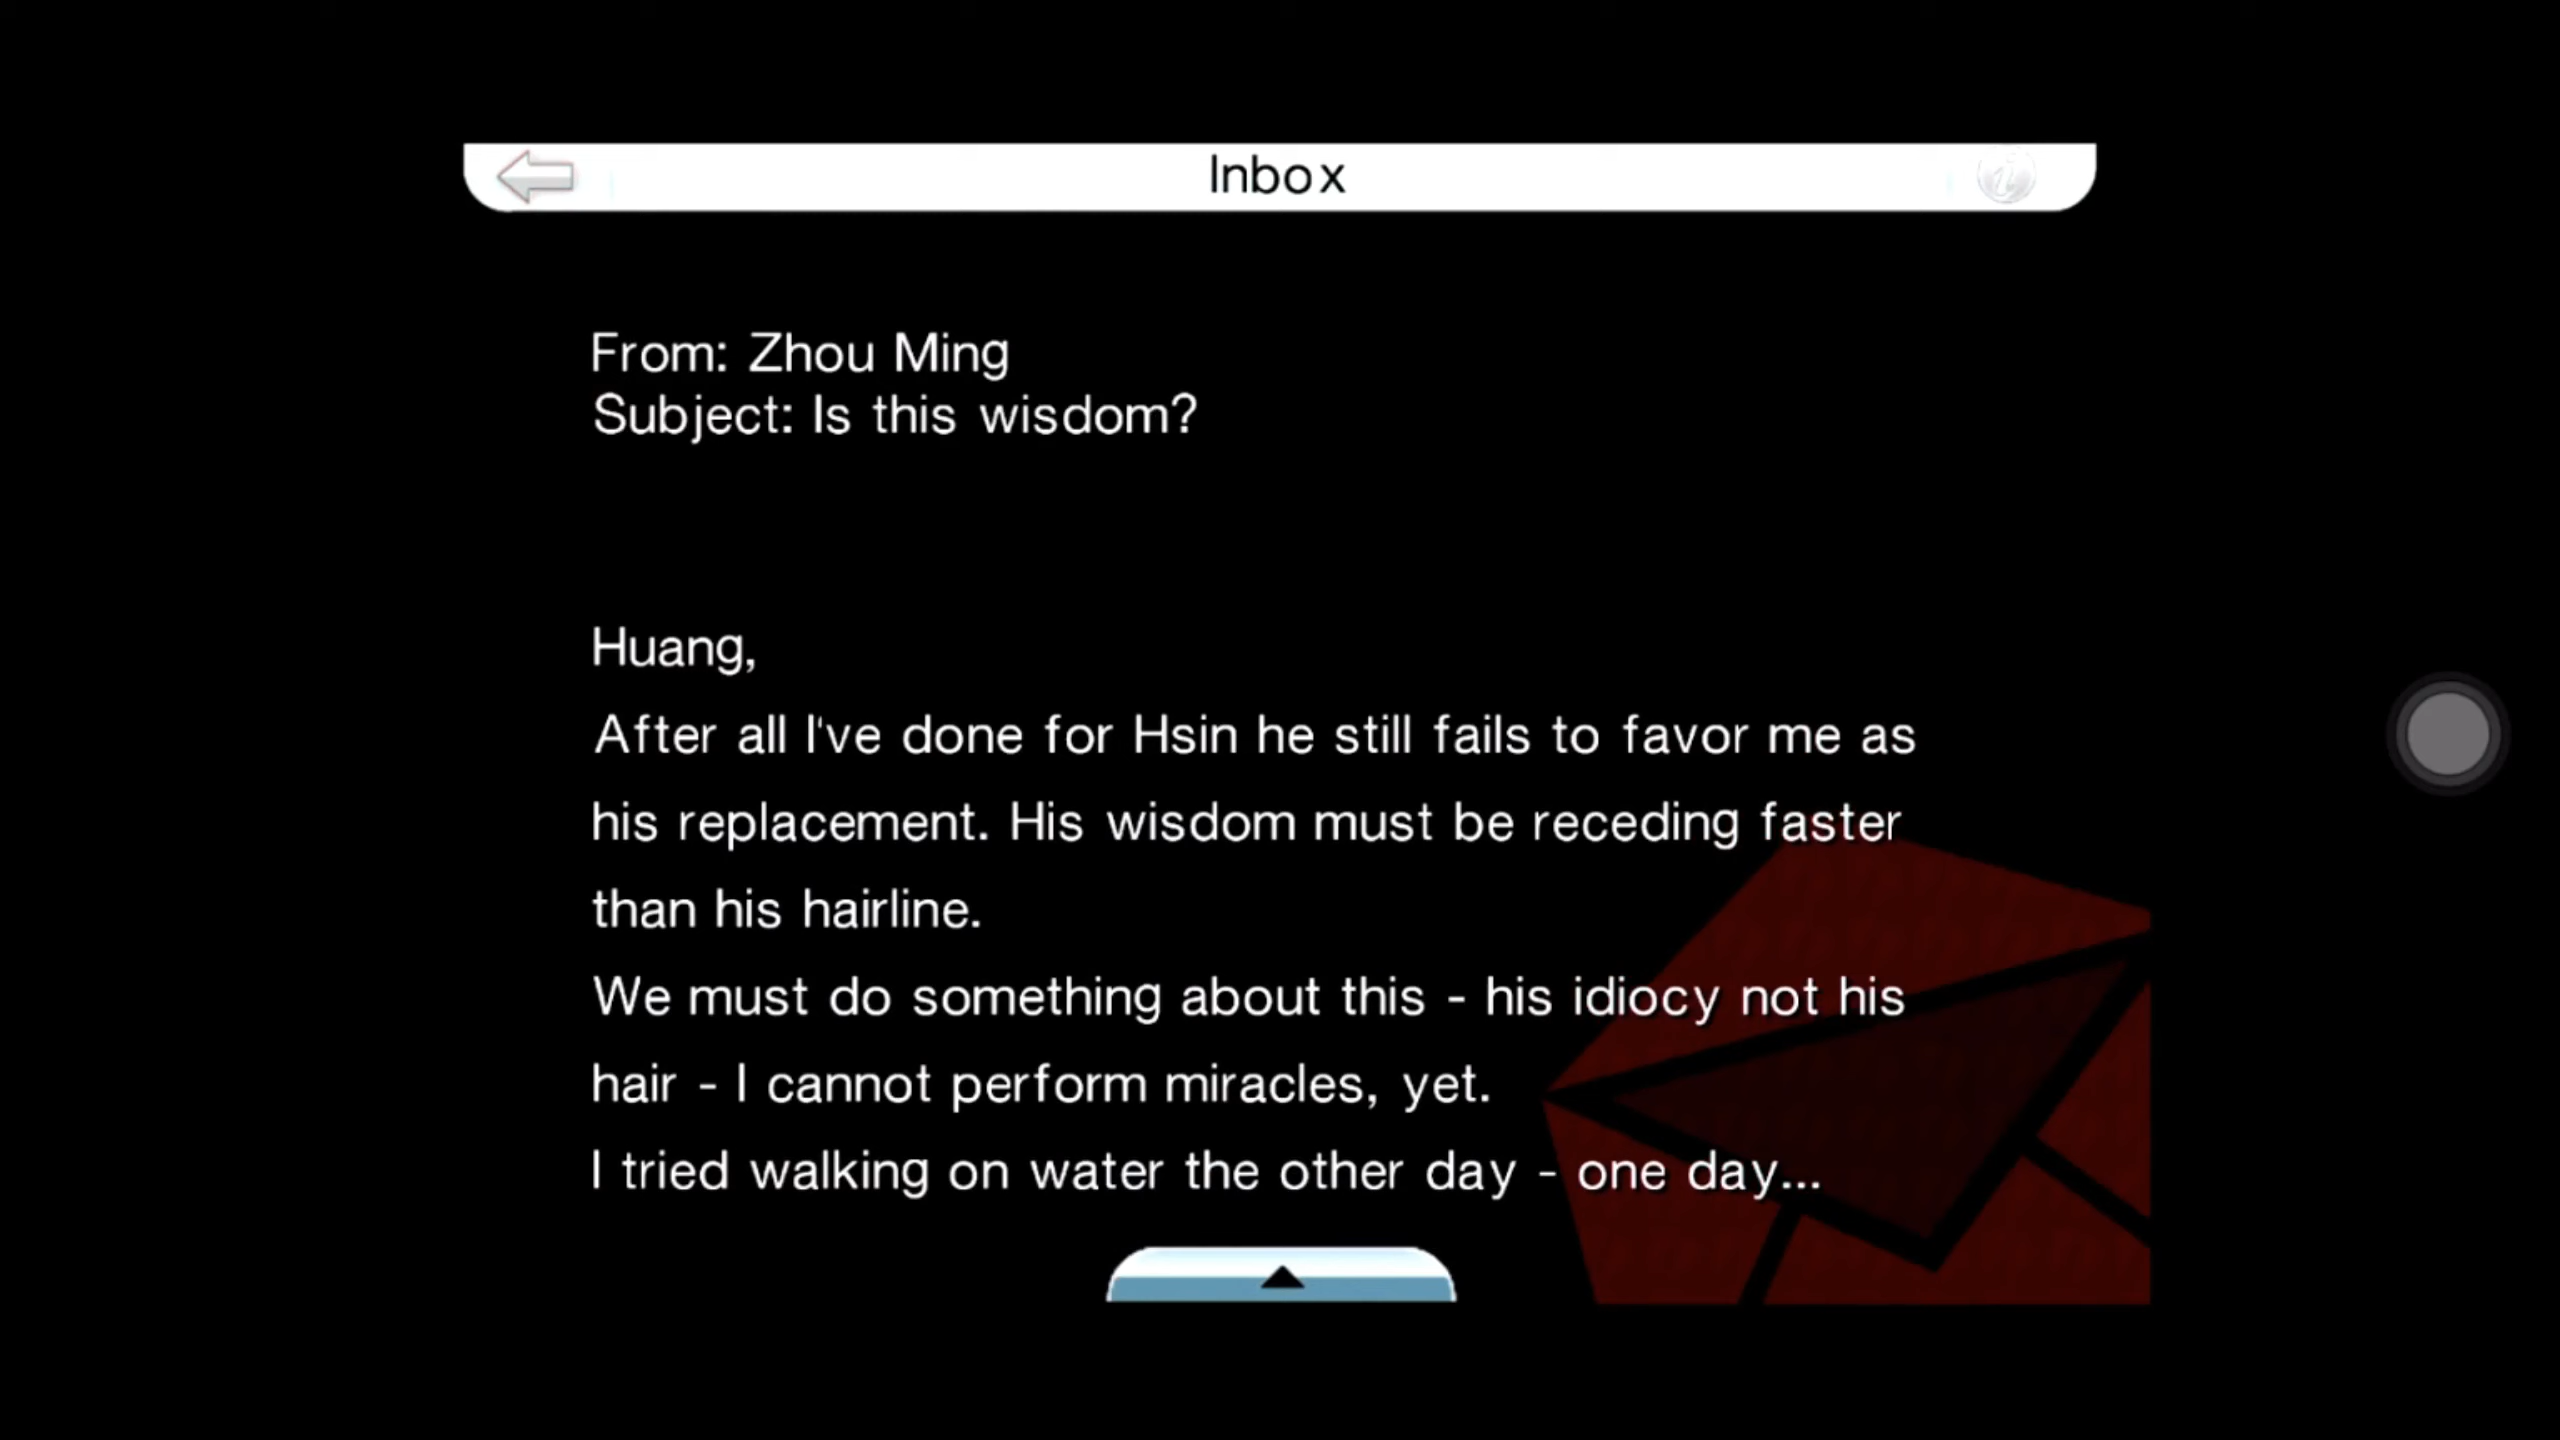 Inbox
From: Zhou Ming
Subject: Is this wisdom?
Huang,
After all I've done for Hsin he still fails to favor me as
his replacement. His wisdom must be receding faster
than his hairline.
We must do something about this - his idiocy not his
hair - I cannot perform miracles, yet.
I tried walking on water the other day - one day...